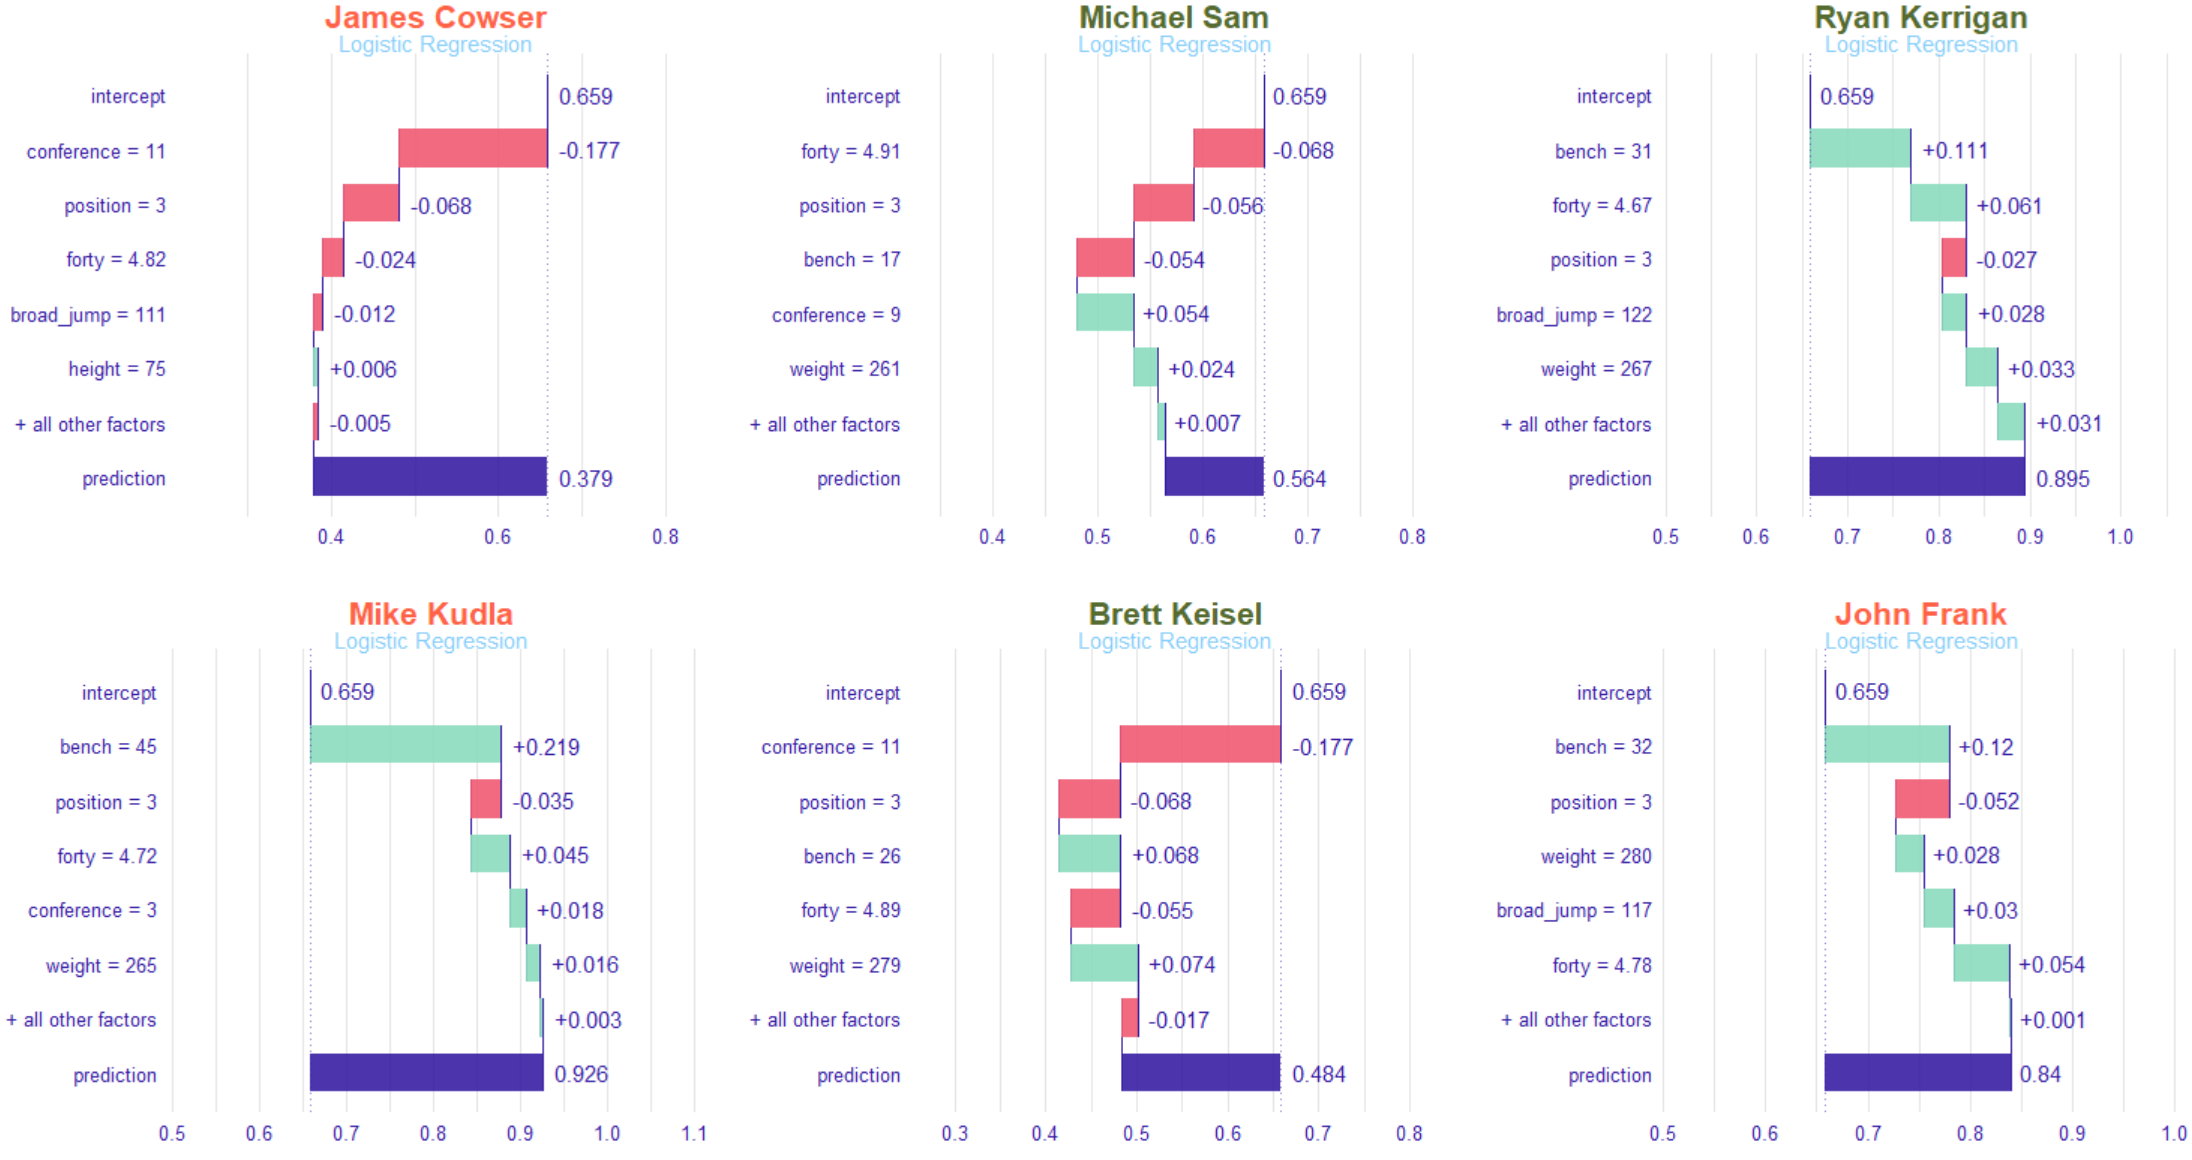 James Cowser
Logistic Regression
intercept 0.659
conference = 11 -0.177
position = 3 -0.068
forty = 4.82 -0.024
broad_jump = 111 -0.012
height = 75 +0.006
+ all other factors -0.005
prediction 0.379
0.4 0.6 0.8
Michael Sam
Logistic Regression
intercept 0.659
forty = 4.91 -0.068
position = 3 -0.056
bench = 17 -0.054
conference = 9 +0.054
weight = 261 +0.024
+ all other factors +0.007
prediction 0.564
0.4 0.5 0.6 0.7 0.8
Ryan Kerrigan
Logistic Regression
intercept 0.659
bench = 31 +0.111
forty = 4.67 +0.061
position = 3 -0.027
broad_jump = 122 +0.028
weight = 267 +0.033
+ all other factors +0.031
prediction 0.895
0.5 0.6 0.7 0.8 0.9 1.0
Mike Kudla
Logistic Regression
intercept 0.659
bench = 45 +0.219
position = 3 -0.035
forty = 4.72 +0.045
conference = 3 +0.018
weight = 265 +0.016
+ all other factors +0.003
prediction 0.926
0.5 0.6 0.7 0.8 0.9 1.0 1.1
Brett Keisel
Logistic Regression
intercept 0.659
conference = 11 -0.177
position = 3 -0.068
bench = 26 +0.068
forty = 4.89 -0.055
weight = 279 +0.074
+ all other factors -0.017
prediction 0.484
0.3 0.4 0.5 0.6 0.7 0.8
John Frank
Logistic Regression
intercept 0.659
bench = 32 +0.12
position = 3 -0.052
weight = 280 +0.028
broad_jump = 117 +0.03
forty = 4.78 +0.054
+ all other factors +0.001
prediction 0.84
0.5 0.6 0.7 0.8 0.9 1.0